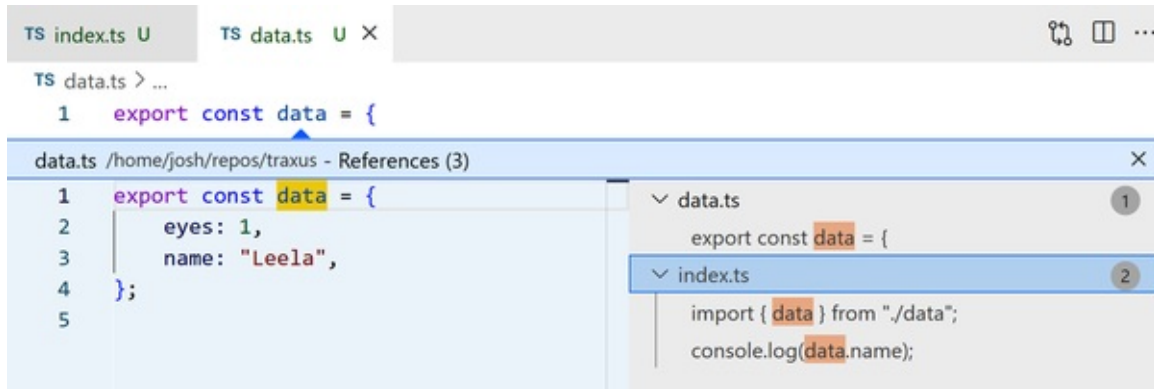 TS index.ts U TS data.ts U ×
TS data.ts > ...
1 export const data = {
data.ts /home/josh/repos/traxus - References (3)
1 export const data = {
2 eyes: 1,
3 name: "Leela",
4 };
5
data.ts 1
export const data = {
index.ts 2
import { data } from "./data";
console.log(data.name);